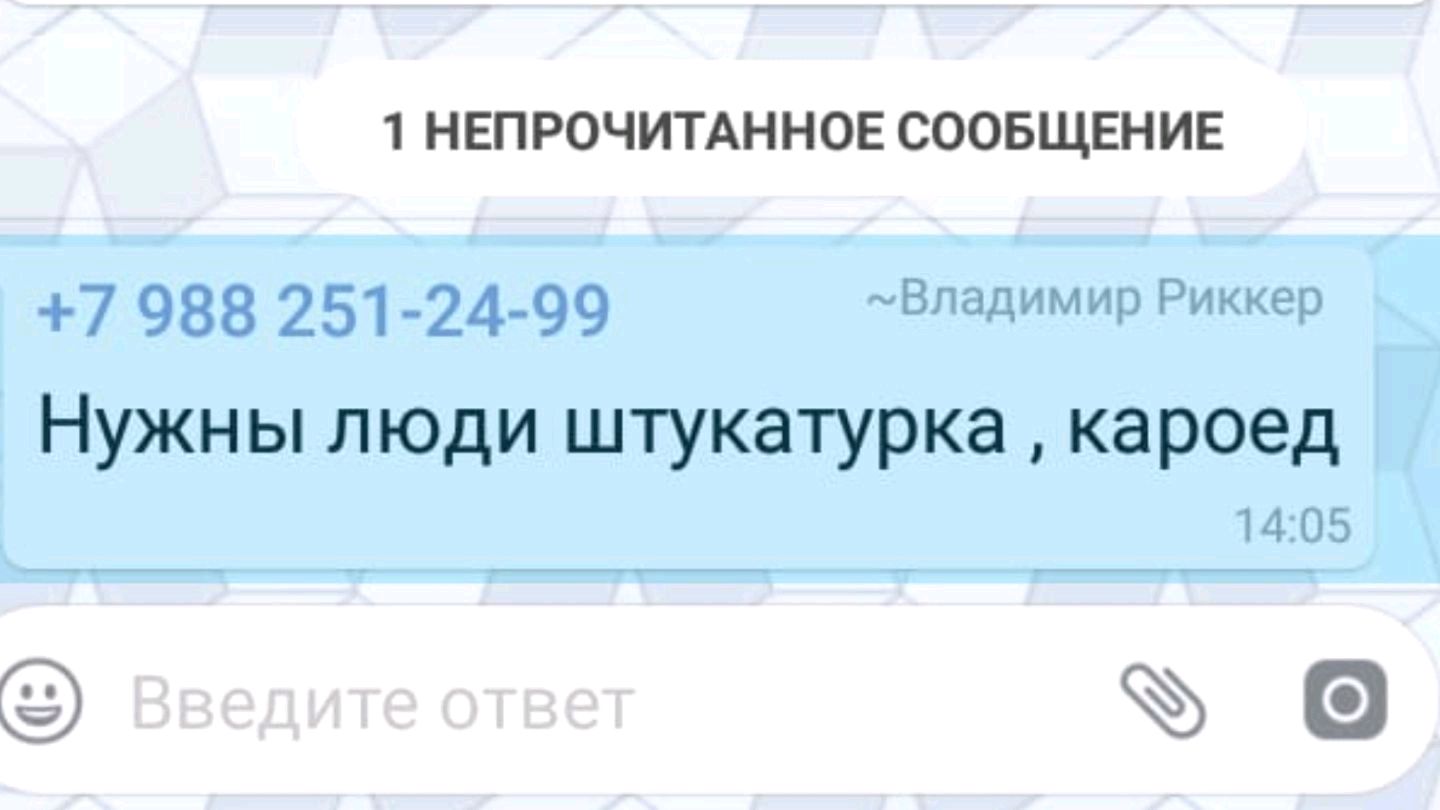 1 НЕПРОЧИТАННОЕ СООБЩЕНИЕ
+7 988 251-24-99 ~Владимир Риккер
Нужны люди штукатурка , кароед
14:05
Введите ответ